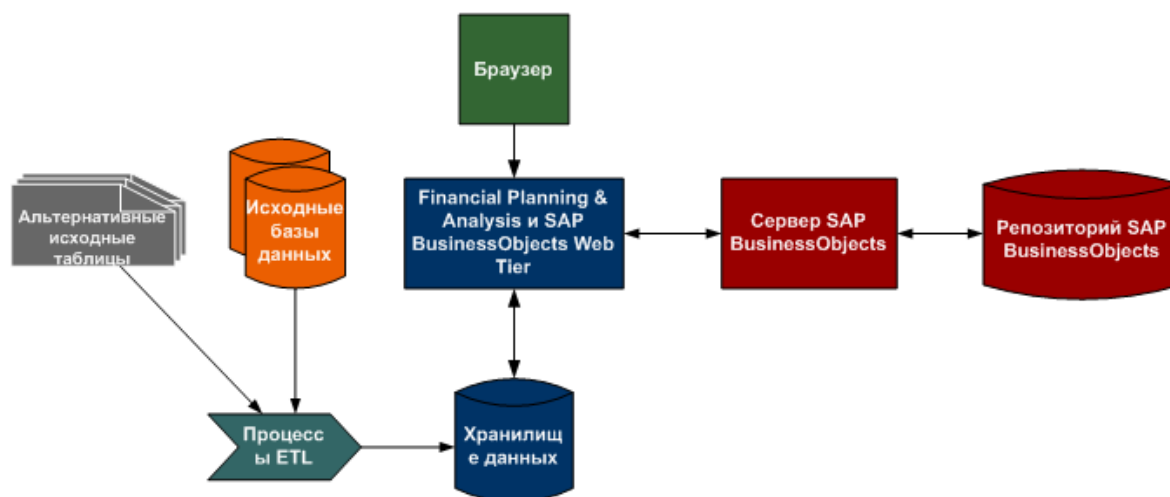 Браузер
Альтернативные
исходные
таблицы
Исходные
базы
данных
Financial Planning &
Analysis и SAP
BusinessObjects Web
Tier
Сервер SAP
BusinessObjects
Репозиторий SAP
BusinessObjects
Процесс
ы ETL
Хранилищ
е данных